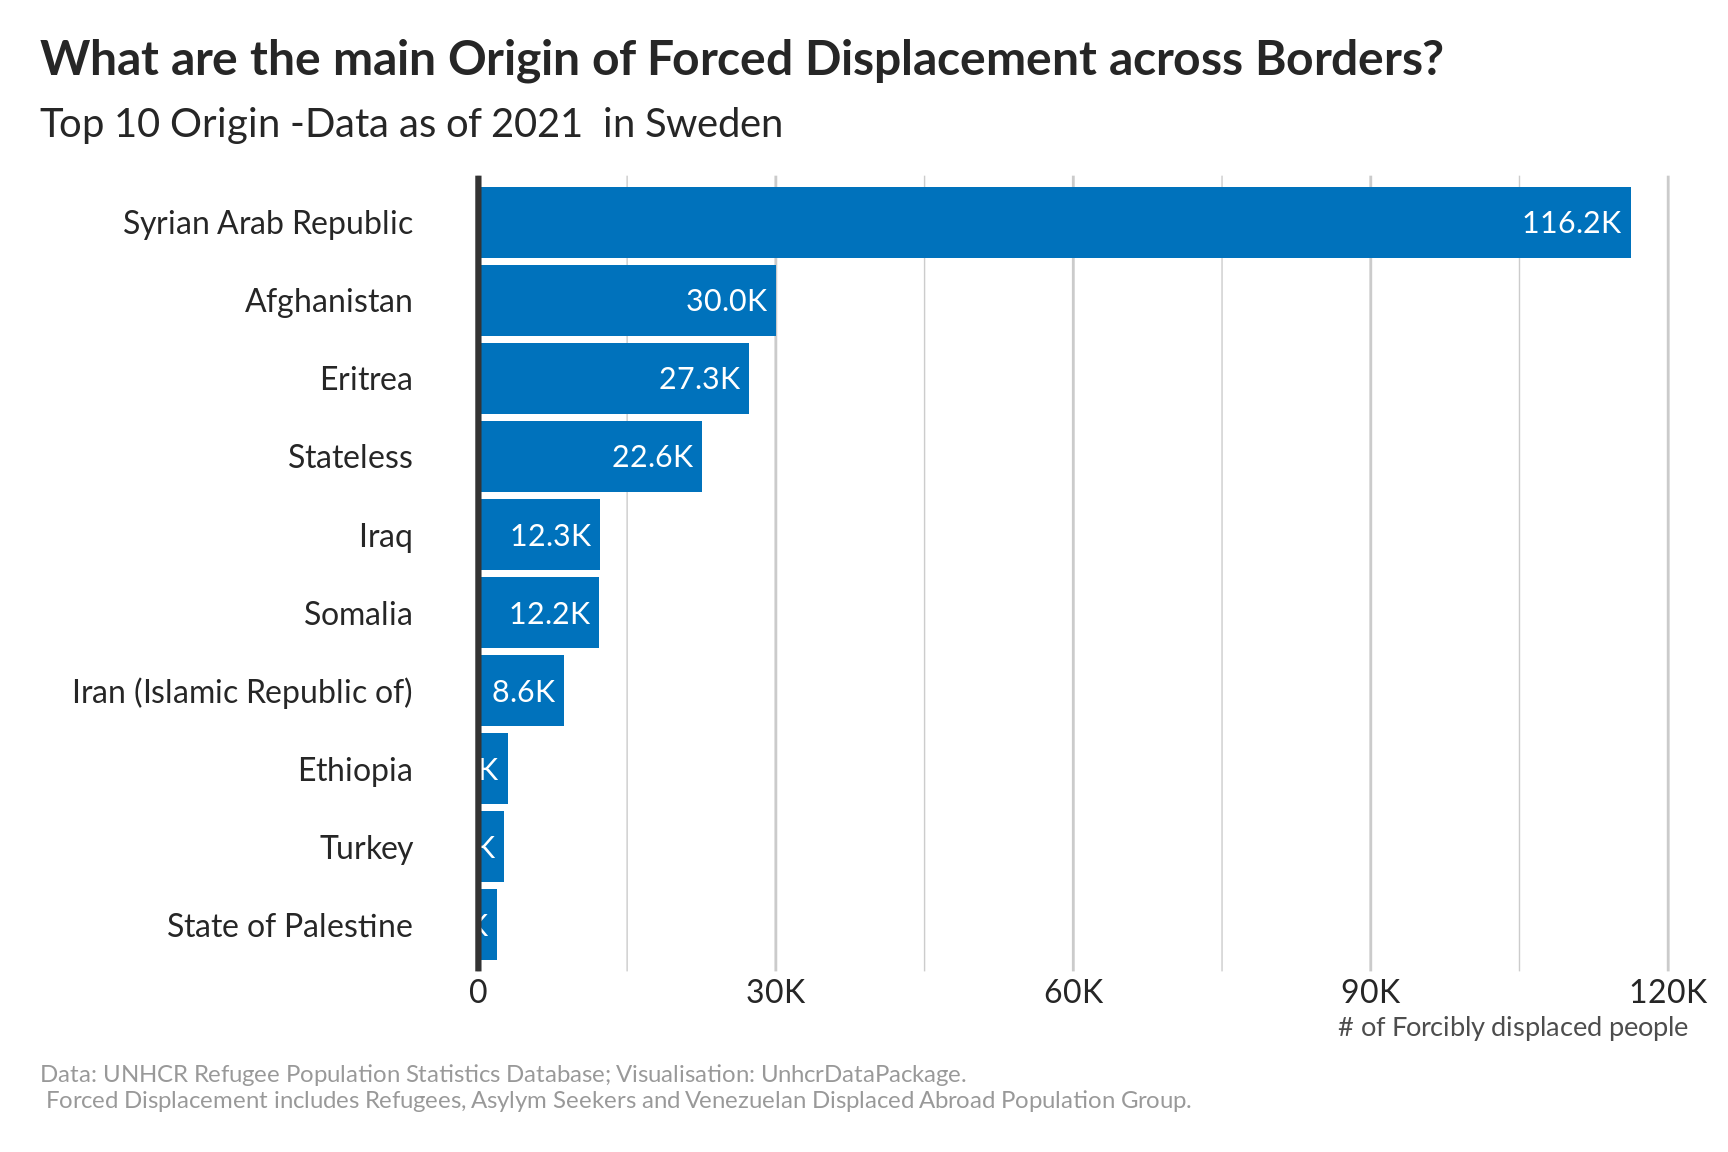 What are the main Origin of Forced Displacement across Borders?
Top 10 Origin -Data as of 2021  in Sweden
Syrian Arab Republic 116.2K
Afghanistan 30.0K
Eritrea 27.3K
Stateless 22.6K
Iraq 12.3K
Somalia 12.2K
Iran (Islamic Republic of) 8.6K
Ethiopia K
Turkey K
State of Palestine K
0 30K 60K 90K 120K
# of Forcibly displaced people
Data: UNHCR Refugee Population Statistics Database; Visualisation: UnhcrDataPackage.
Forced Displacement includes Refugees, Asylym Seekers and Venezuelan Displaced Abroad Population Group.